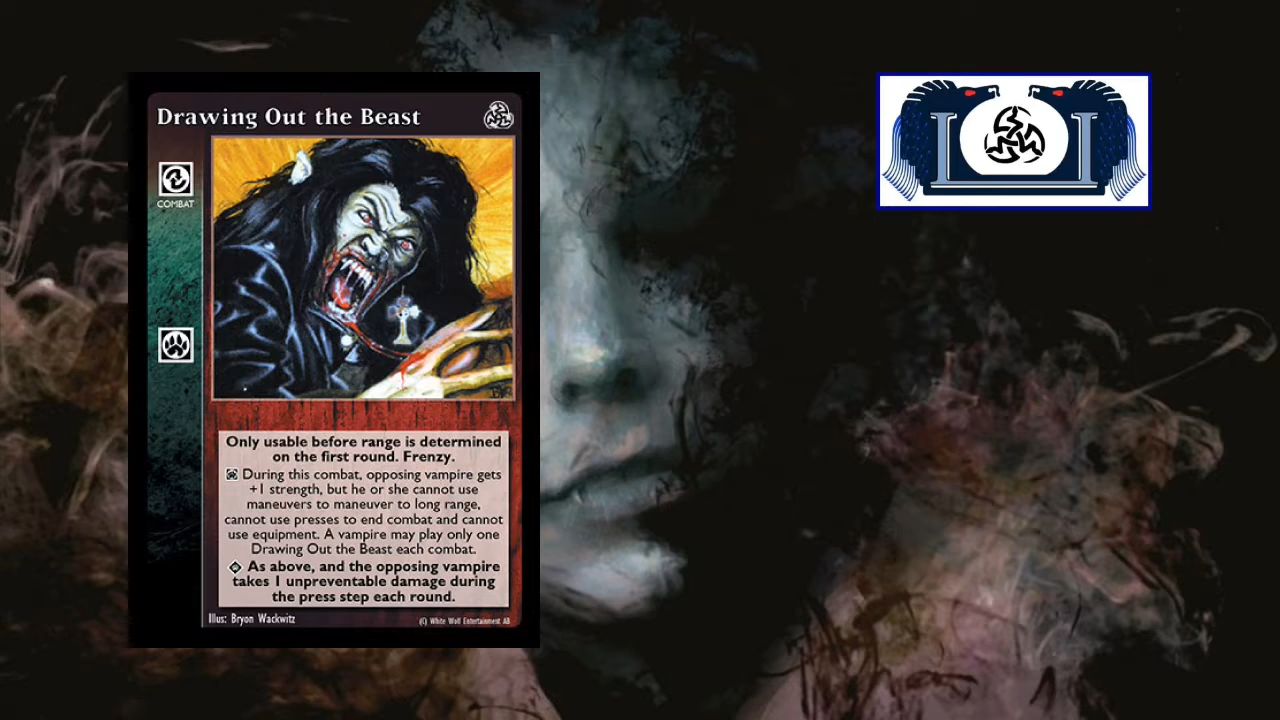 Drawing Out the Beast
COMBAT
Only usable before range is determined
on the first round. Frenzy.
During this combat, opposing vampire gets
+1 strength, but he or she cannot use
maneuvers to maneuver to long range,
cannot use presses to end combat and cannot
use equipment. A vampire may play only one
Drawing Out the Beast each combat.
As above, and the opposing vampire
takes 1 unpreventable damage during
the press step each round.
Illus: Bryon Wackwitz
(C) White Wolf Entertainment AB